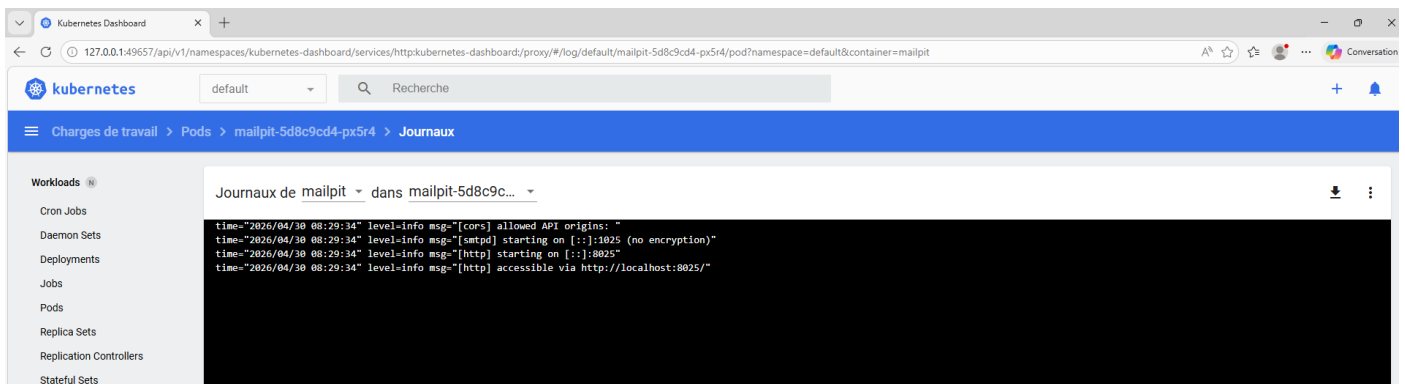 Kubernetes Dashboard
127.0.0.1:49657/api/v1/namespaces/kubernetes-dashboard/services/http:kubernetes-dashboard:/proxy/#/log/default/mailpit-5d8c9cd4-px5r4/pod?namespace=default&container=mailpit
Conversation
kubernetes
default
Recherche
Charges de travail > Pods > mailpit-5d8c9cd4-px5r4 > Journaux
Workloads N
Cron Jobs
Daemon Sets
Deployments
Jobs
Pods
Replica Sets
Replication Controllers
Stateful Sets
Journaux de mailpit dans mailpit-5d8c9c...
time="2026/04/30 08:29:34" level=info msg="[cors] allowed API origins: "
time="2026/04/30 08:29:34" level=info msg="[smtpd] starting on [::]:1025 (no encryption)"
time="2026/04/30 08:29:34" level=info msg="[http] starting on [::]:8025"
time="2026/04/30 08:29:34" level=info msg="[http] accessible via http://localhost:8025/"